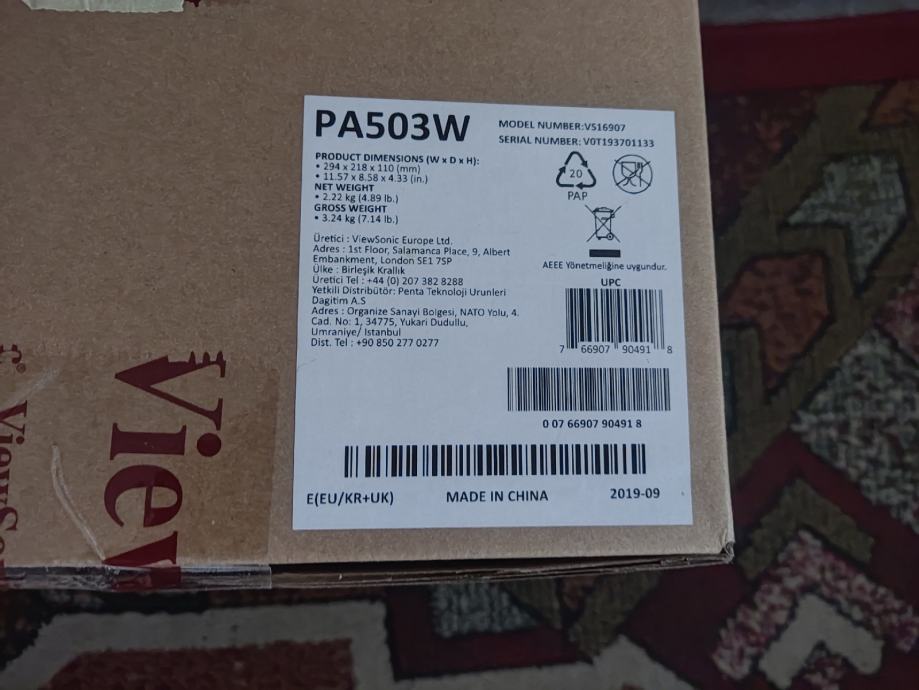 PA503W
MODEL NUMBER:VS16907
SERIAL NUMBER: V0T193701133
PRODUCT DIMENSIONS (W x D x H):
• 294 x 218 x 110 (mm)
• 11.57 x 8.58 x 4.33 (in.)
NET WEIGHT
• 2.22 kg (4.89 lb.)
GROSS WEIGHT
• 3.24 kg (7.14 lb.)
20
PAP
Üretici : ViewSonic Europe Ltd.
Adres : 1st Floor, Salamanca Place, 9, Albert
Embankment, London SE1 7SP
Ülke : Birleşik Krallık
Üretici Tel : +44 (0) 207 382 8288
Yetkili Distribütör: Penta Teknoloji Urunleri
Dagitim A.S
Adres : Organize Sanayi Bolgesi, NATO Yolu, 4.
Cad. No: 1, 34775, Yukari Dudullu,
Umraniye/ Istanbul
Dist. Tel : +90 850 277 0277
AEEE Yönetmeliğine uygundur.
UPC
7 66907 90491 8
0 07 66907 90491 8
E(EU/KR+UK)
MADE IN CHINA
2019-09
View
ViewS